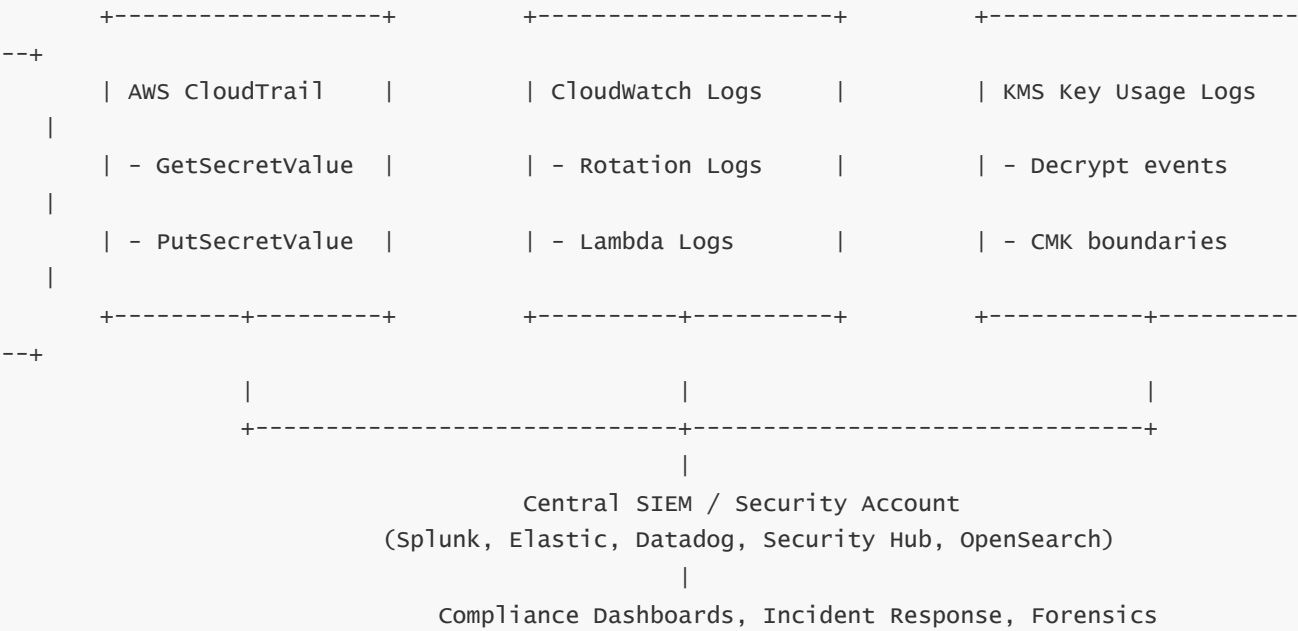 +-------------------+ +--------------------+ +---------------------
--+
| AWS CloudTrail | | CloudWatch Logs | | KMS Key Usage Logs
|
| - GetSecretValue | | - Rotation Logs | | - Decrypt events
|
| - PutSecretValue | | - Lambda Logs | | - CMK boundaries
|
+---------+---------+ +----------+----------+ +-----------+----------
--+
| | |
+-----------------------------+-------------------------------+
|
Central SIEM / Security Account
(Splunk, Elastic, Datadog, Security Hub, OpenSearch)
|
Compliance Dashboards, Incident Response, Forensics